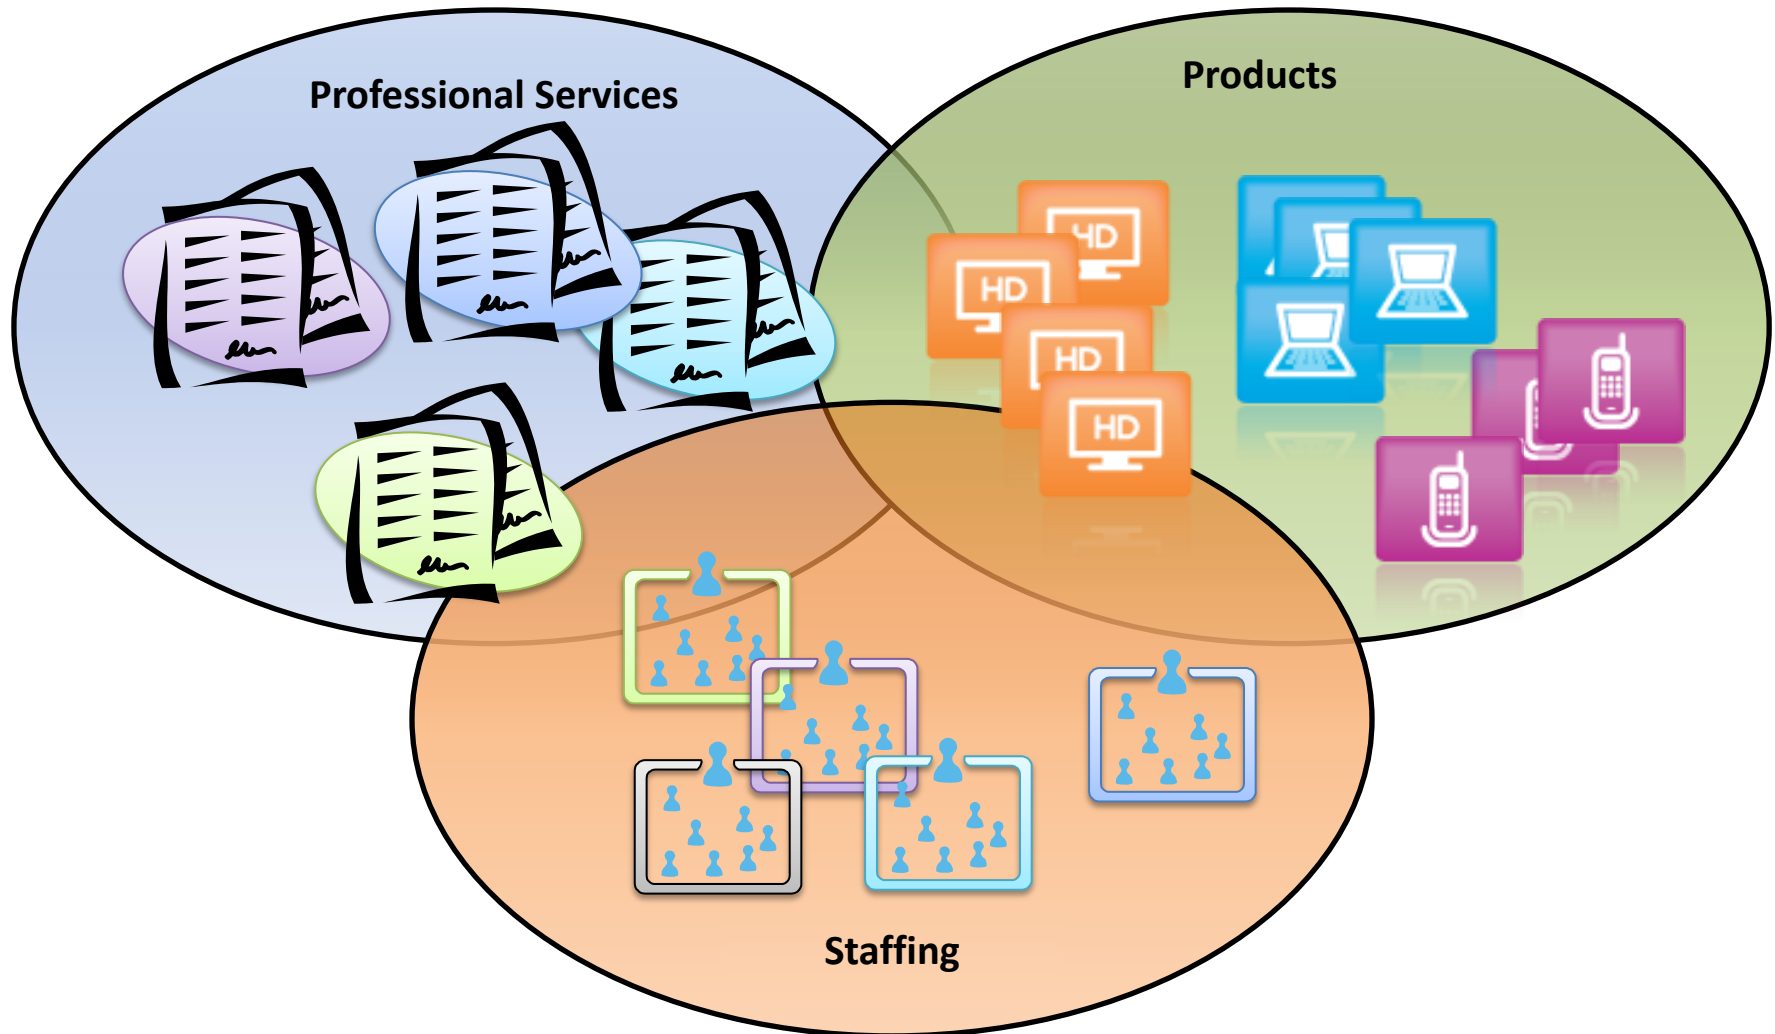 Professional Services
Products
HD
HD
HD
HD
Staffing